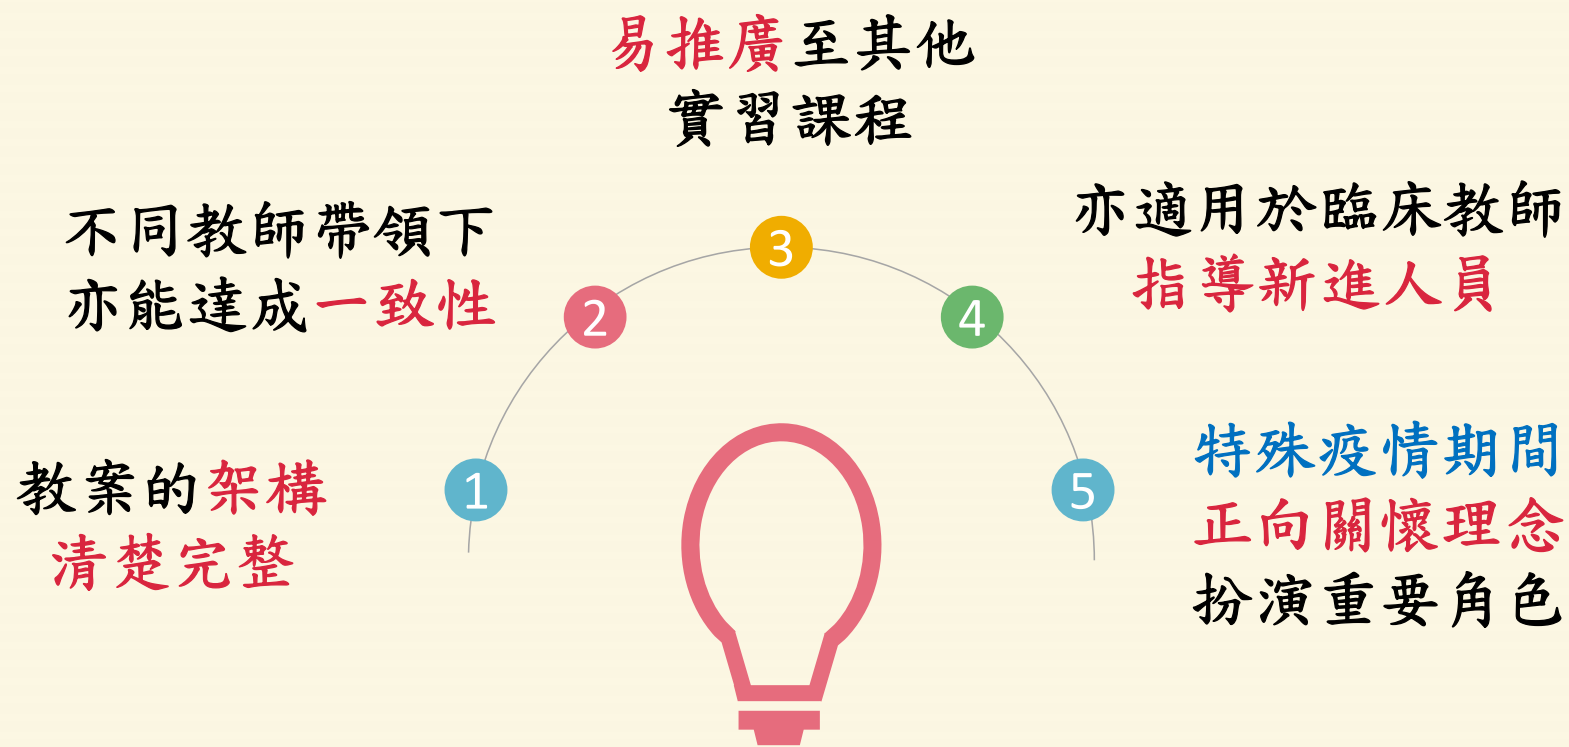 易推廣至其他
實習課程
不同教師帶領下
亦能達成一致性
亦適用於臨床教師
指導新進人員
3
2
4
教案的架構
清楚完整
1
5
特殊疫情期間
正向關懷理念
扮演重要角色